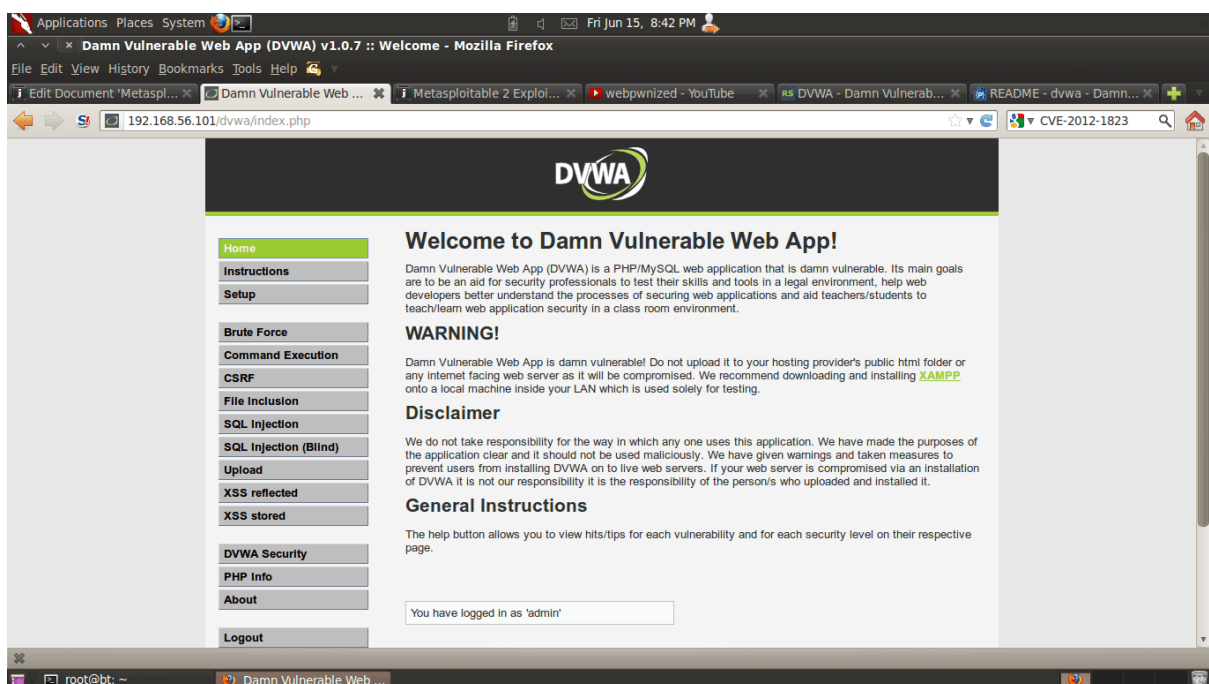 Applications Places System
Fri Jun 15, 8:42 PM
Damn Vulnerable Web App (DVWA) v1.0.7 :: Welcome - Mozilla Firefox
File Edit View History Bookmarks Tools Help
Edit Document 'Metaspl...
Damn Vulnerable Web ...
Metasploitable 2 Exploi...
webpwnized - YouTube
DVWA - Damn Vulnerab...
README - dvwa - Damn...
192.168.56.101/dvwa/index.php
CVE-2012-1823
DVWA
Home
Instructions
Setup
Brute Force
Command Execution
CSRF
File Inclusion
SQL Injection
SQL Injection (Blind)
Upload
XSS reflected
XSS stored
DVWA Security
PHP Info
About
Logout
Welcome to Damn Vulnerable Web App!
Damn Vulnerable Web App (DVWA) is a PHP/MySQL web application that is damn vulnerable. Its main goals
are to be an aid for security professionals to test their skills and tools in a legal environment, help web
developers better understand the processes of securing web applications and aid teachers/students to
teach/learn web application security in a class room environment.
WARNING!
Damn Vulnerable Web App is damn vulnerable! Do not upload it to your hosting provider's public html folder or
any internet facing web server as it will be compromised. We recommend downloading and installing XAMPP
onto a local machine inside your LAN which is used solely for testing.
Disclaimer
We do not take responsibility for the way in which any one uses this application. We have made the purposes of
the application clear and it should not be used maliciously. We have given warnings and taken measures to
prevent users from installing DVWA on to live web servers. If your web server is compromised via an installation
of DVWA it is not our responsibility it is the responsibility of the person/s who uploaded and installed it.
General Instructions
The help button allows you to view hits/tips for each vulnerability and for each security level on their respective
page.
You have logged in as 'admin'
root@bt: ~
Damn Vulnerable Web ...